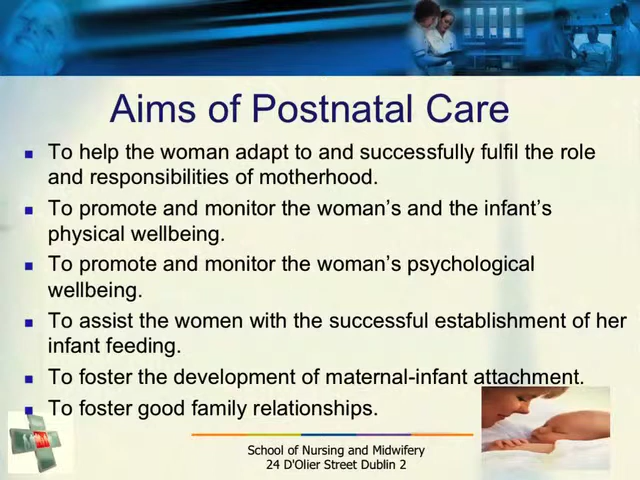 Aims of Postnatal Care
To help the woman adapt to and successfully fulfil the role
and responsibilities of motherhood.
To promote and monitor the woman's and the infant's
physical wellbeing.
To promote and monitor the woman's psychological
wellbeing.
To assist the women with the successful establishment of her
infant feeding.
To foster the development of maternal-infant attachment.
To foster good family relationships.
School of Nursing and Midwifery
24 D'Olier Street Dublin 2